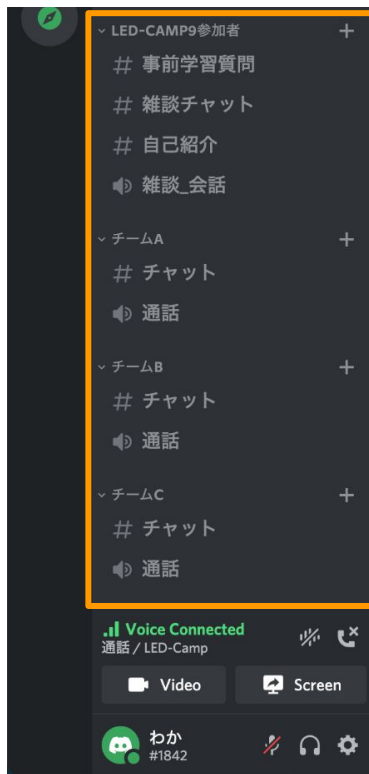 LED-CAMP9参加者
# 事前学習質問
# 雑談チャット
# 自己紹介
雑談_会話
チームA
# チャット
通話
チームB
# チャット
通話
チームC
# チャット
通話
Voice Connected
通話 / LED-Camp
Video Screen
わか
#1842